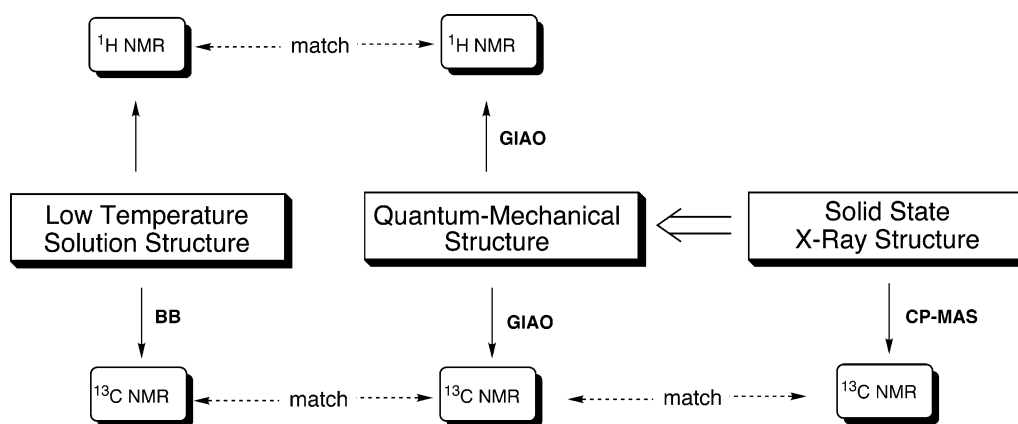 ¹H NMR
match
¹H NMR
GIAO
Low Temperature
Solution Structure
Quantum-Mechanical
Structure
Solid State
X-Ray Structure
BB
GIAO
CP-MAS
¹³C NMR
match
¹³C NMR
match
¹³C NMR